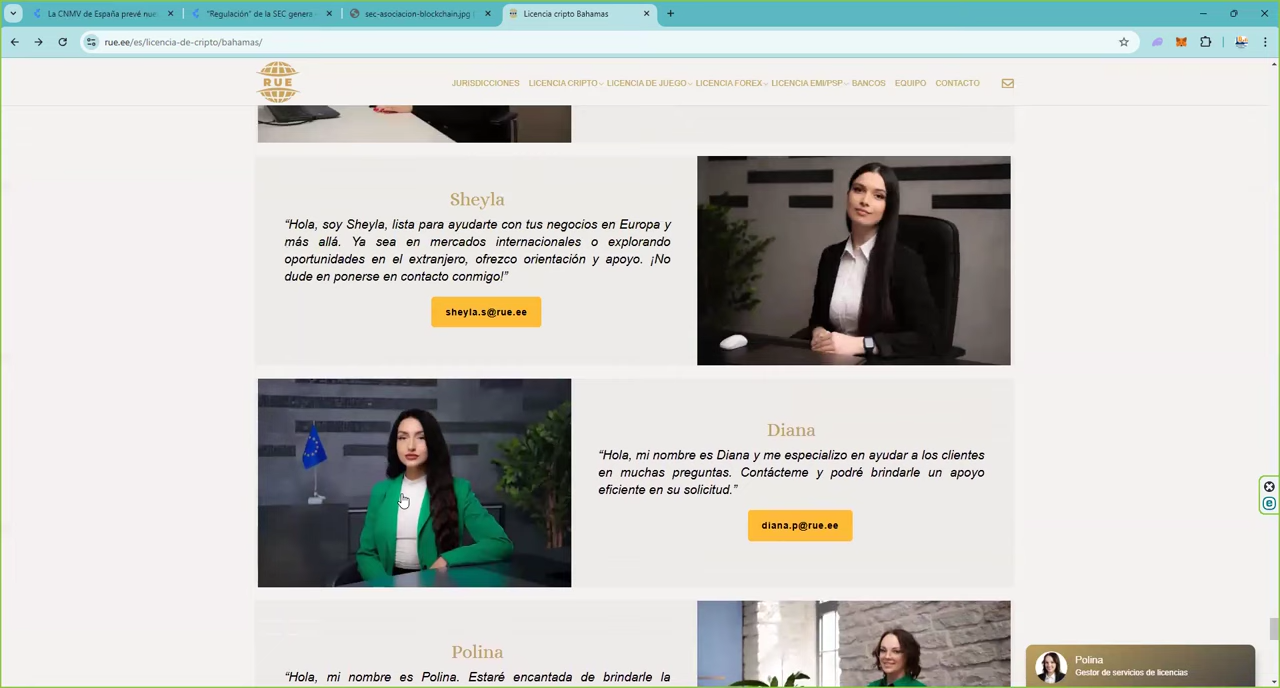 La CNMV de España prevé nue
"Regulación" de la SEC genera
sec-asociacion-blockchain.jpg
Licencia cripto Bahamas
rue.ee/es/licencia-de-cripto/bahamas/
RUE
JURISDICCIONES LICENCIA CRIPTO LICENCIA DE JUEGO LICENCIA FOREX LICENCIA EMI/PSP BANCOS EQUIPO CONTACTO
Sheyla
“Hola, soy Sheyla, lista para ayudarte con tus negocios en Europa y
más allá. Ya sea en mercados internacionales o explorando
oportunidades en el extranjero, ofrezco orientación y apoyo. ¡No
dude en ponerse en contacto conmigo!”
sheyla.s@rue.ee
Diana
“Hola, mi nombre es Diana y me especializo en ayudar a los clientes
en muchas preguntas. Contácteme y podré brindarle un apoyo
eficiente en su solicitud.”
diana.p@rue.ee
Polina
“Hola, mi nombre es Polina. Estaré encantada de brindarle la
Polina
Gestor de servicios de licencias